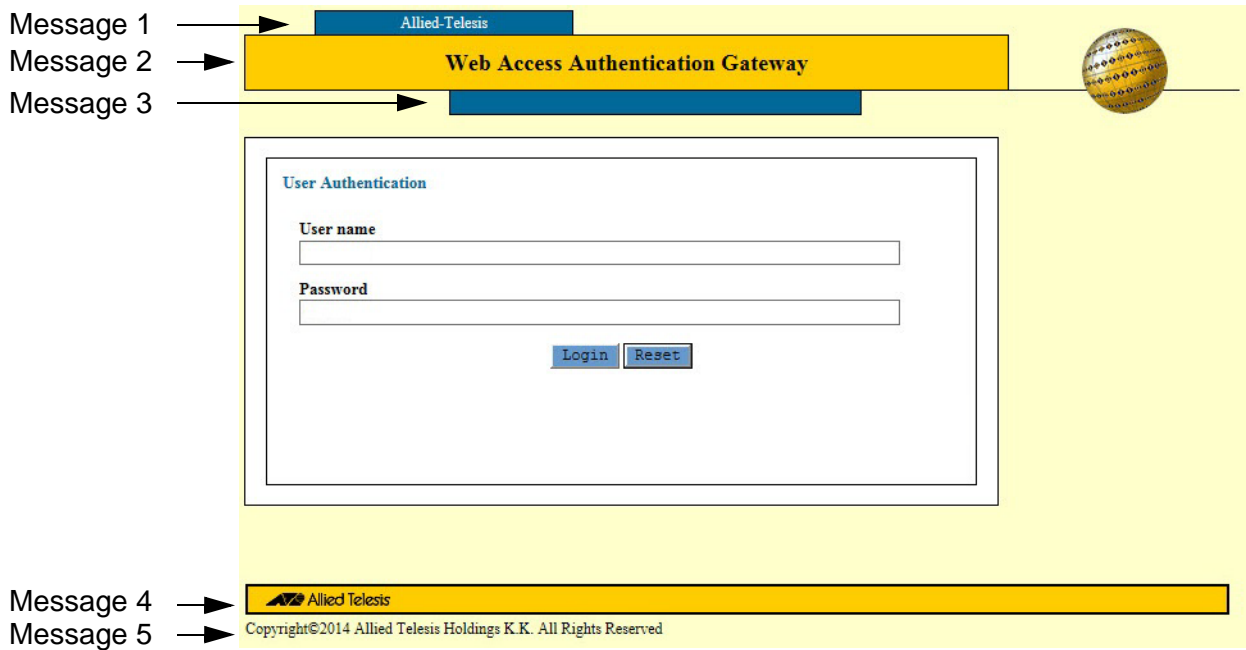 Message 1
Allied-Telesis
Message 2
Web Access Authentication Gateway
Message 3
User Authentication
User name
Password
Login
Reset
Message 4
Allied Telesis
Message 5
Copyright©2014 Allied Telesis Holdings K.K. All Rights Reserved